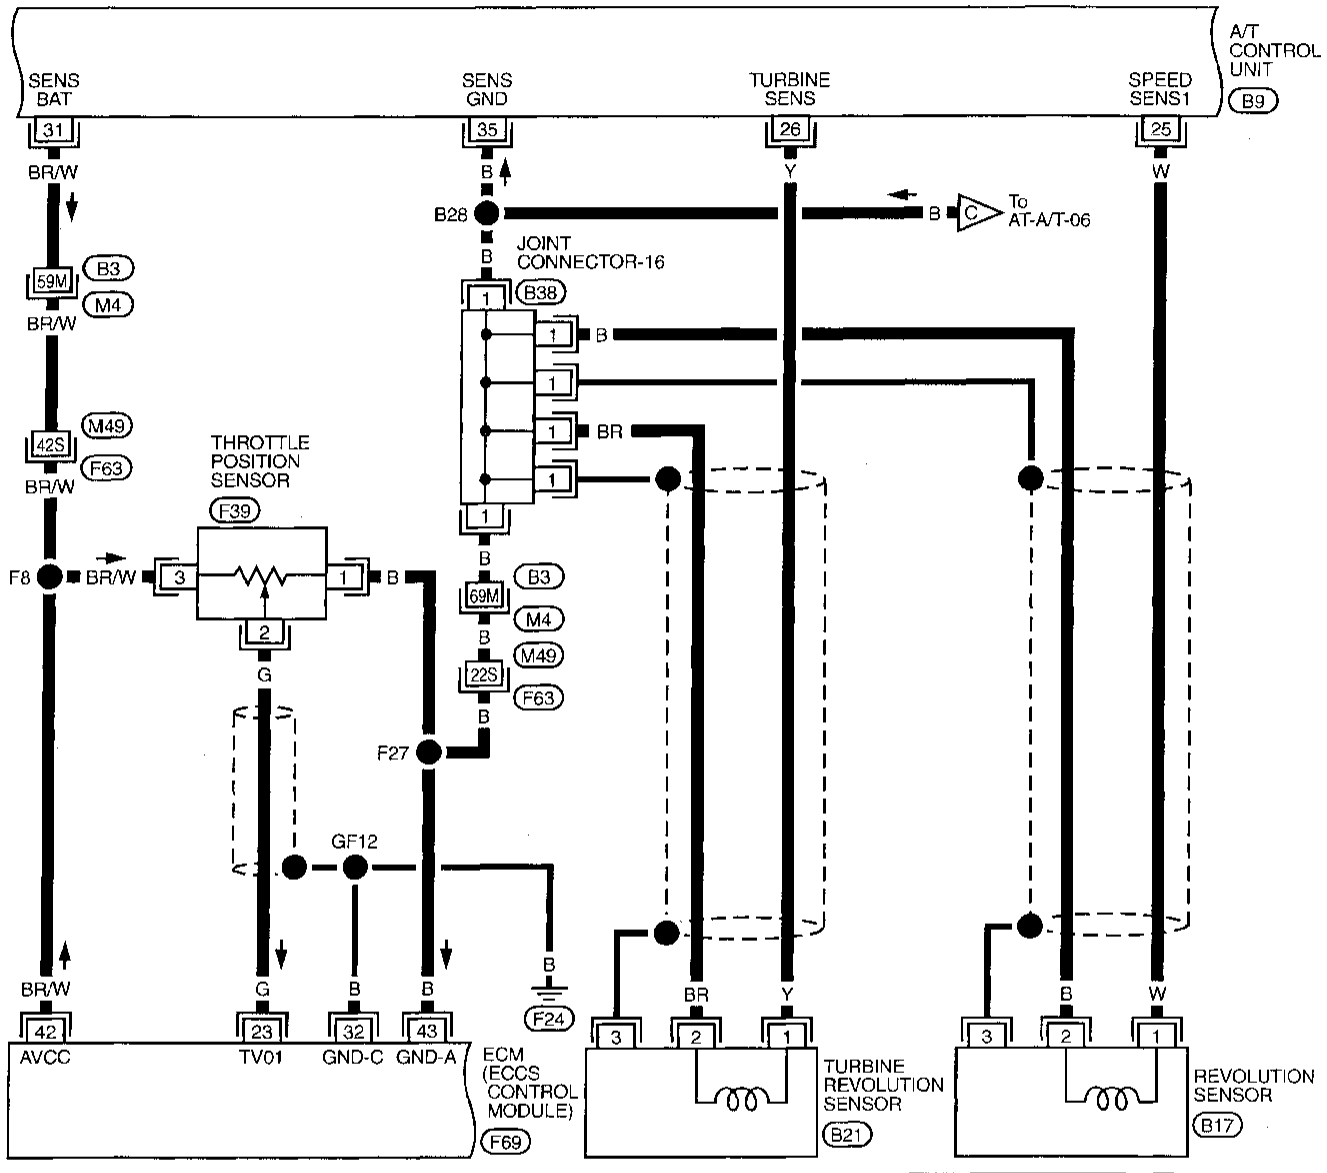 A/T
CONTROL
UNIT
B9
SENS
BAT
SENS
GND
TURBINE
SENS
SPEED
SENS1
31
35
26
25
BR/W
B
Y
W
B28
B
C
To
AT-A/T-06
B
JOINT
CONNECTOR-16
59M
B3
M4
1
B38
BR/W
1
B
1
M49
42S
F63
THROTTLE
POSITION
SENSOR
1
BR
BR/W
F39
1
1
B
F8
BR/W
3
1
B
69M
B3
M4
2
B
M49
G
22S
F63
B
F27
GF12
B
BR/W
G
B
B
F24
BR
Y
B
W
42
23
32
43
3
2
1
3
2
1
AVCC
TV01
GND-C
GND-A
ECM
(ECCS
CONTROL
MODULE)
F69
TURBINE
REVOLUTION
SENSOR
B21
REVOLUTION
SENSOR
B17